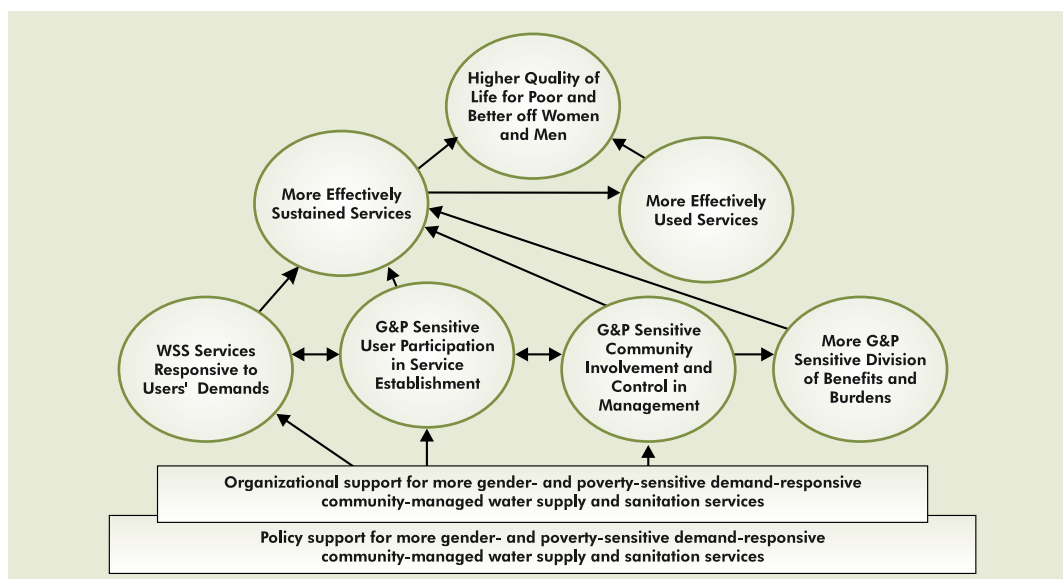 Higher Quality of
Life for Poor and
Better off Women
and Men
More Effectively
Sustained Services
More Effectively
Used Services
WSS Services
Responsive to
Users' Demands
G&P Sensitive
User Participation
in Service
Establishment
G&P Sensitive
Community
Involvement and
Control in
Management
More G&P
Sensitive Division
of Benefits and
Burdens
Organizational support for more gender- and poverty-sensitive demand-responsive
community-managed water supply and sanitation services
Policy support for more gender- and poverty-sensitive demand-responsive
community-managed water supply and sanitation services